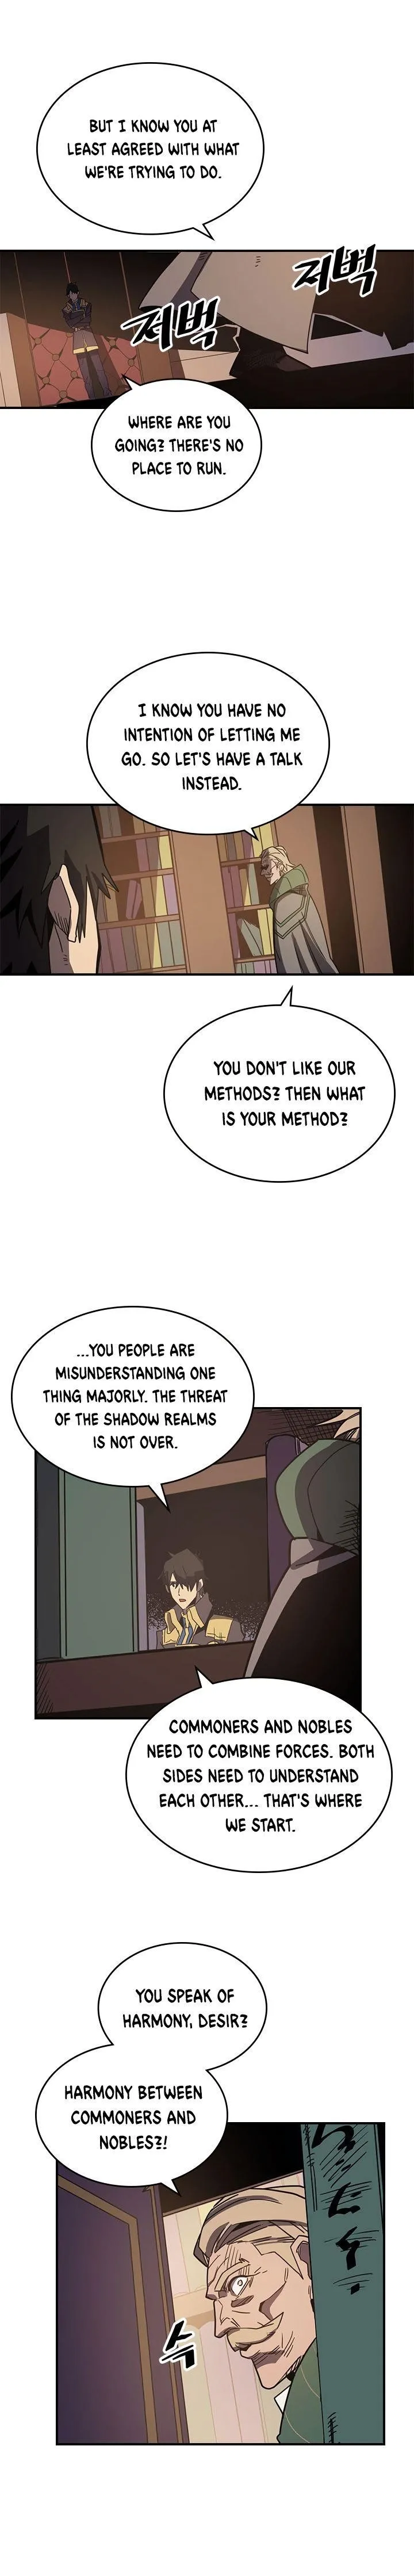 BUT I KNOW YOU AT
LEAST AGREED WITH WHAT
WE'RE TRYING TO DO.
저벅
저벅
WHERE ARE YOU
GOING? THERE'S NO
PLACE TO RUN.
I KNOW YOU HAVE NO
INTENTION OF LETTING ME
GO. SO LET'S HAVE A TALK
INSTEAD.
YOU DON'T LIKE OUR
METHODS? THEN WHAT
IS YOUR METHOD?
...YOU PEOPLE ARE
MISUNDERSTANDING ONE
THING MAJORLY. THE THREAT
OF THE SHADOW REALMS
IS NOT OVER.
COMMONERS AND NOBLES
NEED TO COMBINE FORCES. BOTH
SIDES NEED TO UNDERSTAND
EACH OTHER... THAT'S WHERE
WE START.
YOU SPEAK OF
HARMONY, DESIR?
HARMONY BETWEEN
COMMONERS AND
NOBLES?!
슥